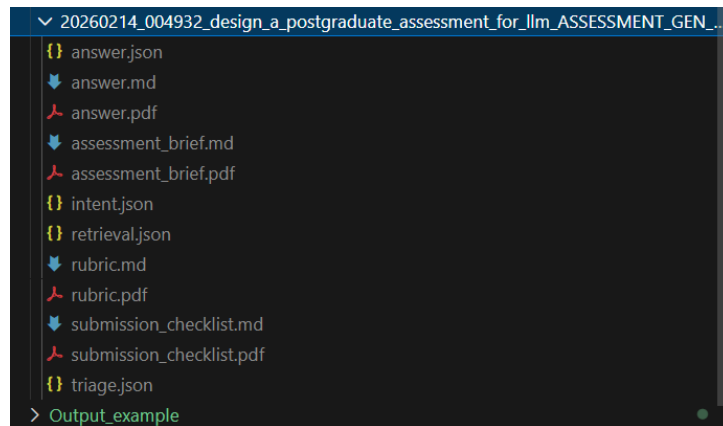 20260214_004932_design_a_postgraduate_assessment_for_llm_ASSESSMENT_GEN_...
answer.json
answer.md
answer.pdf
assessment_brief.md
assessment_brief.pdf
intent.json
retrieval.json
rubric.md
rubric.pdf
submission_checklist.md
submission_checklist.pdf
triage.json
Output_example